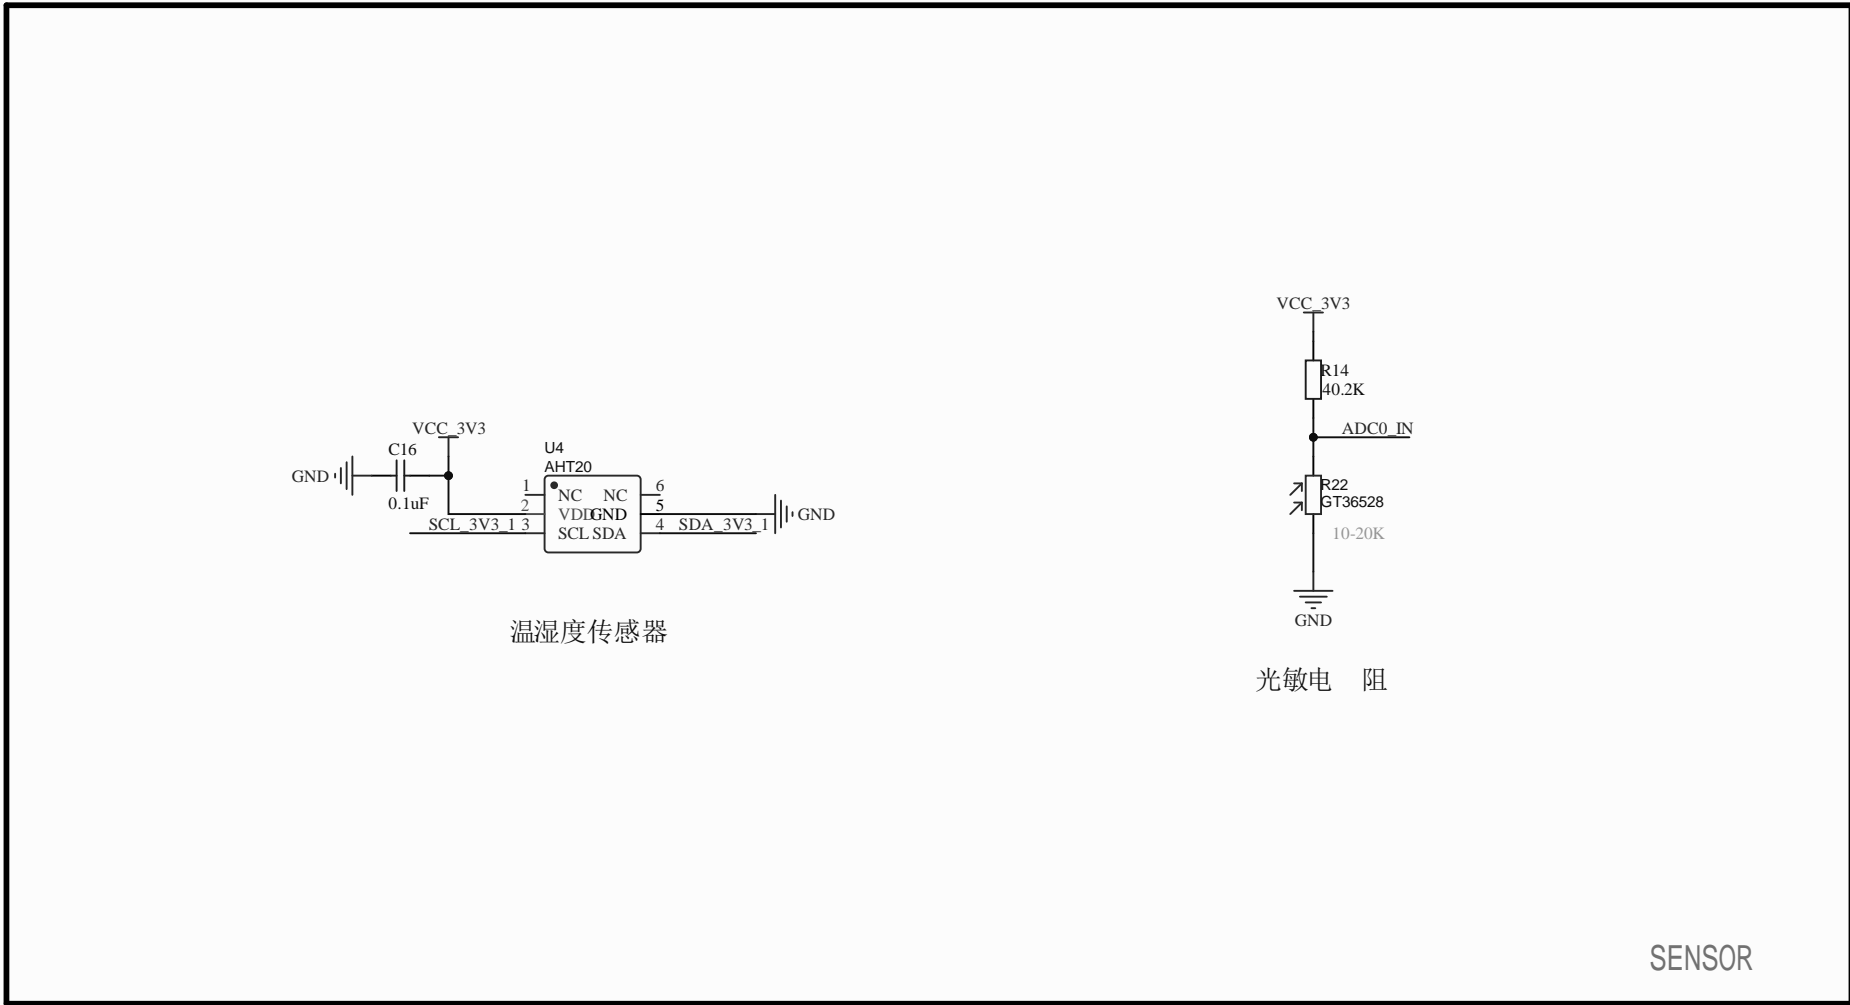 VCC_3V3
C16
GND
0.1uF
U4
AHT20
1 NC NC 6
2 VDD GND 5
GND
SCL_3V3_1 3 SCL SDA 4 SDA_3V3_1
温湿度传感器
VCC_3V3
R14
40.2K
ADC0_IN
R22
GT36528
10-20K
GND
光敏电 阻
SENSOR